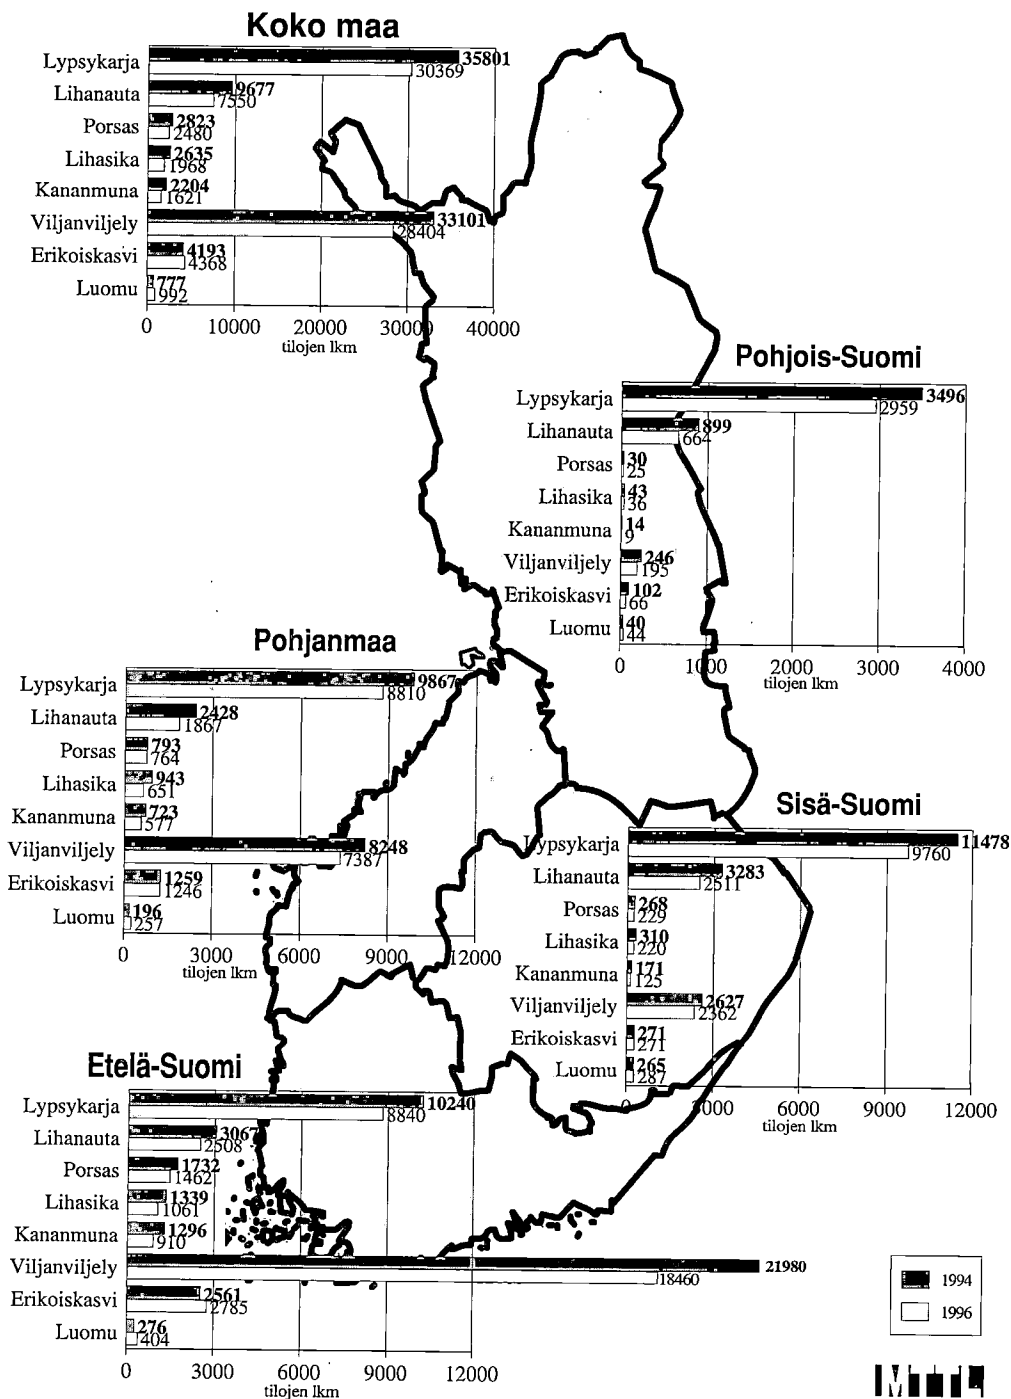 Koko maa
Lypsykarja 35801
30369
Lihanauta 9677
7550
Porsas 2823
2480
Lihasika 2635
1968
Kananmuna 2204
1621
Viljanviljely 33101
28404
Erikoiskasvi 4193
4368
Luomu 777
992
0 10000 20000 30000 40000
tilojen lkm
Pohjois-Suomi
Lypsykarja 3496
2959
Lihanauta 899
664
Porsas 30
25
Lihasika 43
36
Kananmuna 14
9
Viljanviljely 246
195
Erikoiskasvi 102
66
Luomu 40
44
0 1000 2000 3000 4000
tilojen lkm
Pohjanmaa
Lypsykarja 9867
8810
Lihanauta 2428
1867
Porsas 793
764
Lihasika 943
651
Kananmuna 723
577
Viljanviljely 8248
7387
Erikoiskasvi 1259
1246
Luomu 196
257
0 3000 6000 9000 12000
tilojen lkm
Sisä-Suomi
Lypsykarja 11478
9760
Lihanauta 3283
2511
Porsas 268
229
Lihasika 310
220
Kananmuna 171
125
Viljanviljely 2627
2362
Erikoiskasvi 271
271
Luomu 265
287
0 3000 6000 9000 12000
tilojen lkm
Etelä-Suomi
Lypsykarja 10240
8840
Lihanauta 3067
2508
Porsas 1732
1462
Lihasika 1339
1061
Kananmuna 1296
910
Viljanviljely 21980
18460
Erikoiskasvi 2561
2785
Luomu 276
404
0 3000 6000 9000 12000
tilojen lkm
1994
1996